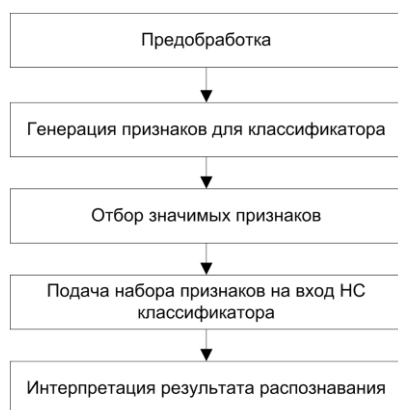 Предобработка
Генерация признаков для классификатора
Отбор значимых признаков
Подача набора признаков на вход НС
классификатора
Интерпретация результата распознавания